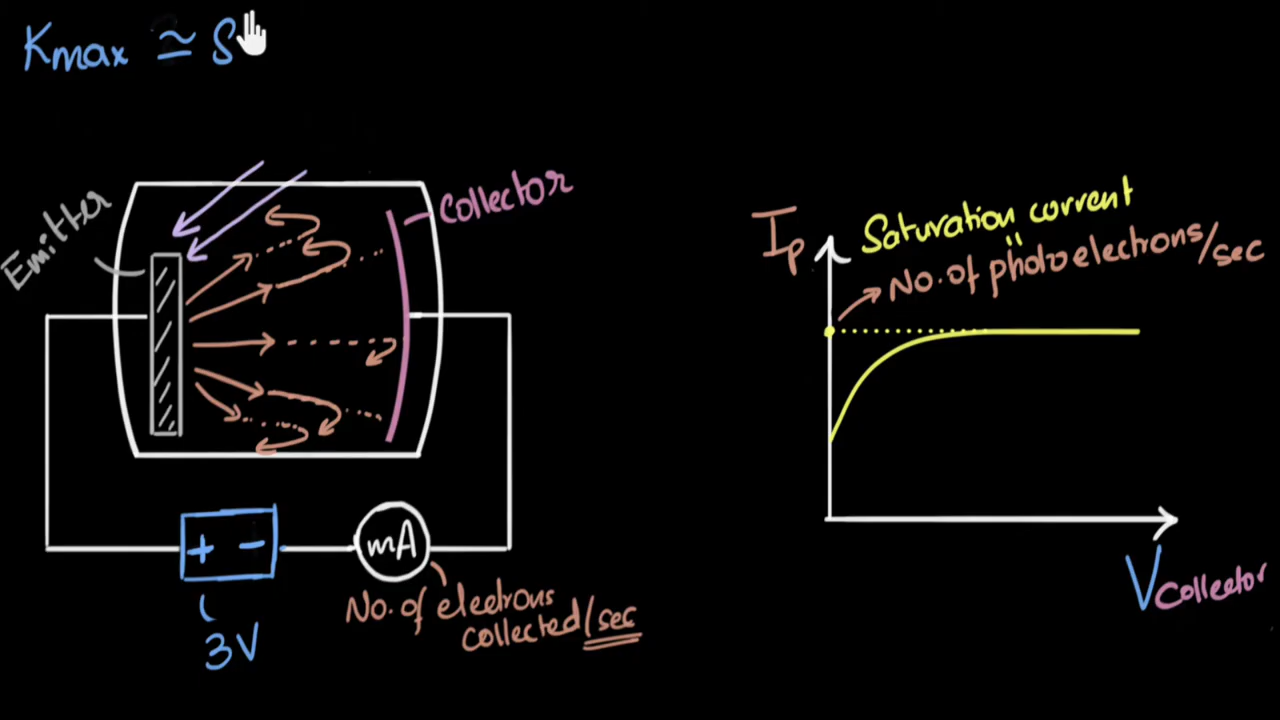 Kmax ≅ S
Emitter
Collector
+ −
3V
mA
No. of electrons
collected/sec
Ip
Saturation current
"
No. of photoelectrons/sec
Vcollector